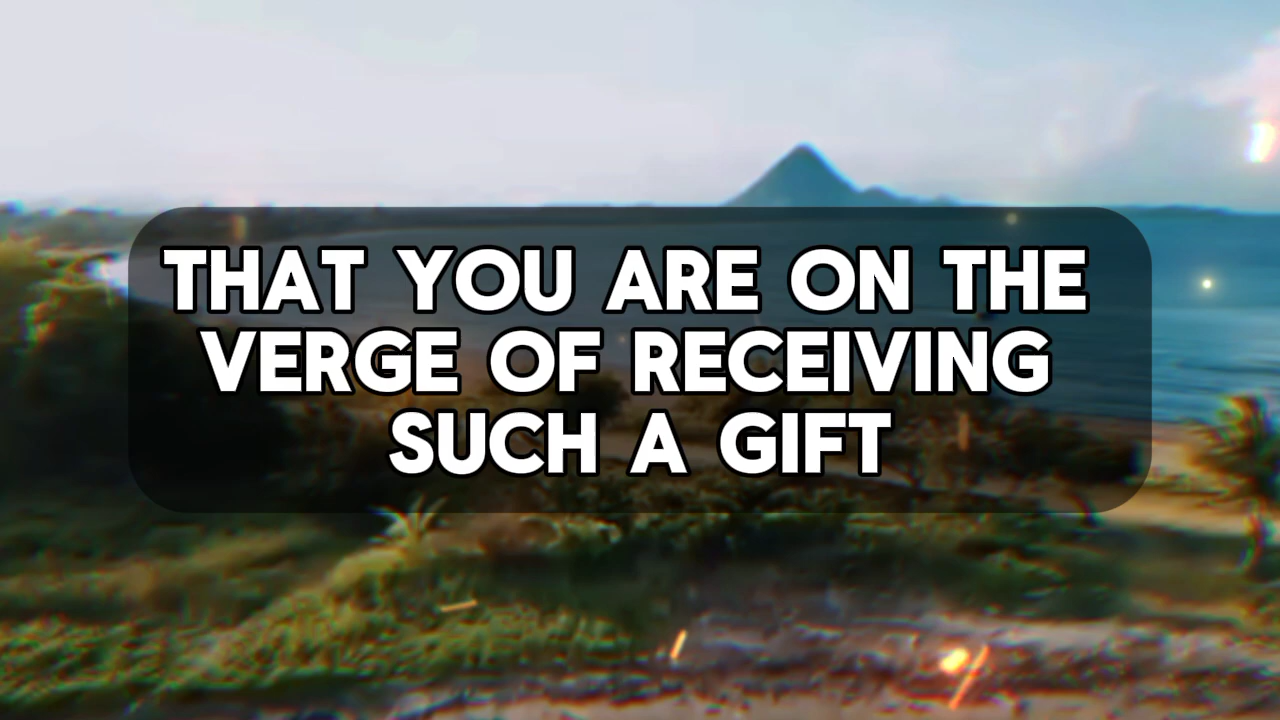 THAT YOU ARE ON THE
VERGE OF RECEIVING
SUCH A GIFT